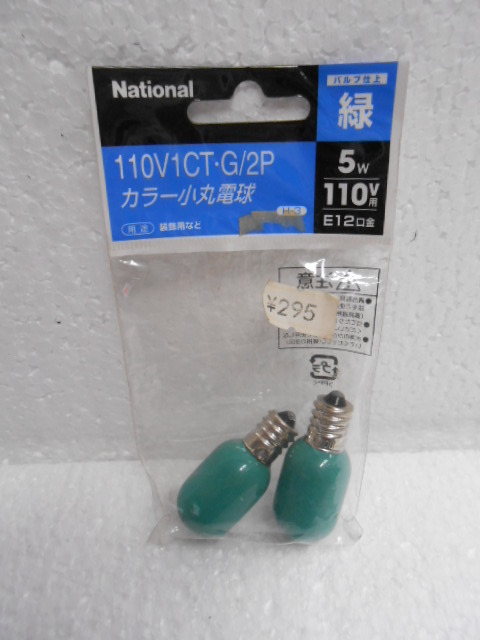 National
110V1CT·G/2P
カラー小丸電球
用途 装飾用など
H-3
バルブ仕上
緑
5W
110V用
E12口金
¥295